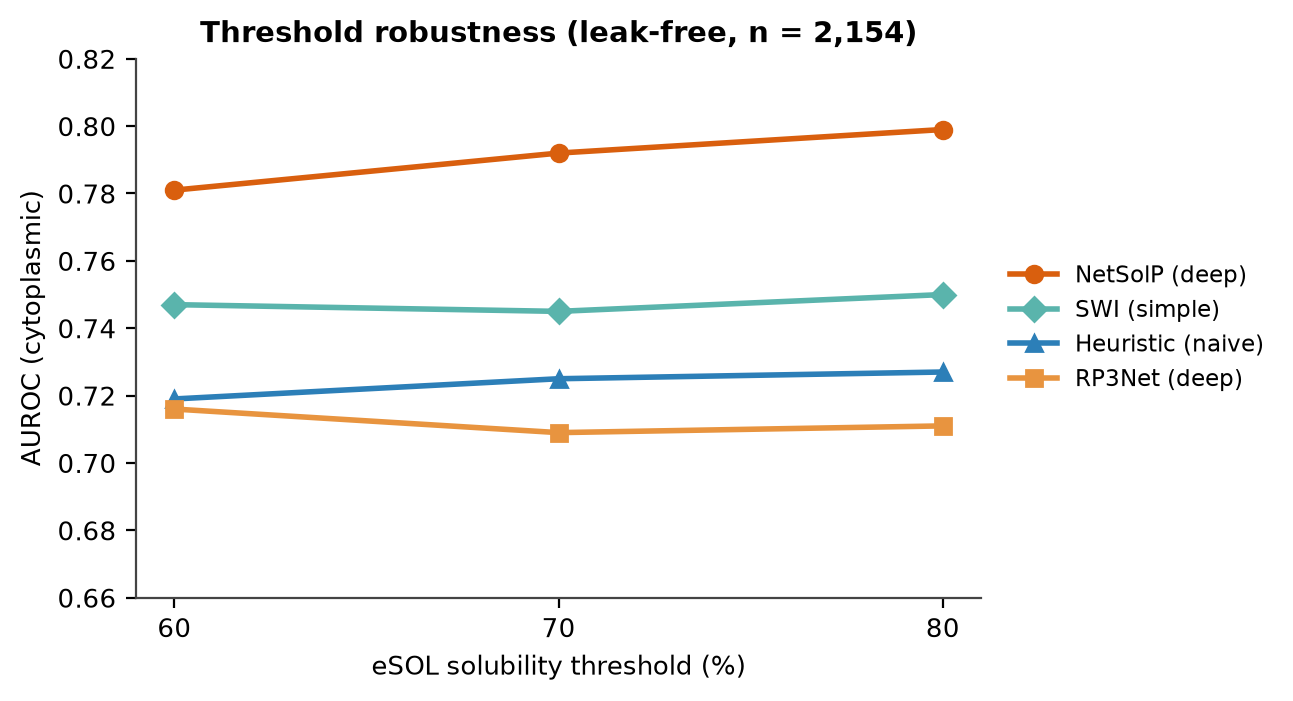 Threshold robustness (leak-free, n = 2,154)
0.82
0.80
0.78
0.76
0.74
0.72
0.70
0.68
0.66
AUROC (cytoplasmic)
60
70
80
eSOL solubility threshold (%)
NetSolP (deep)
SWI (simple)
Heuristic (naive)
RP3Net (deep)